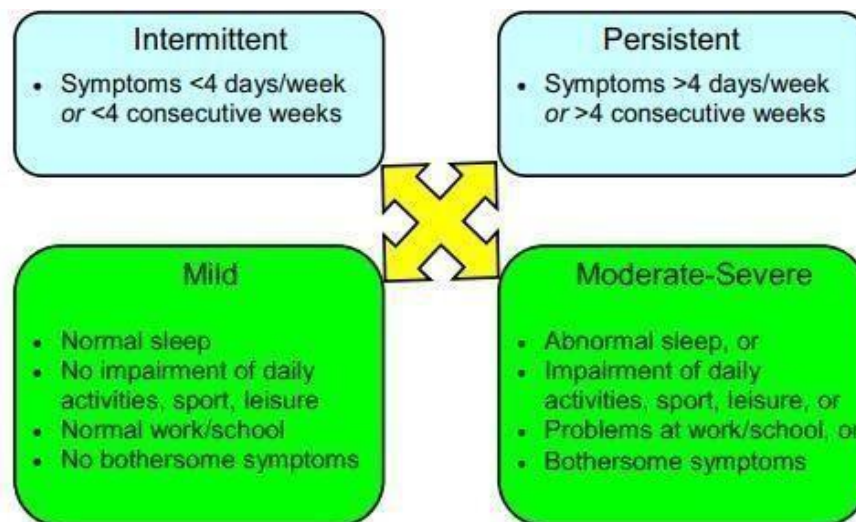 Intermittent
• Symptoms <4 days/week
or <4 consecutive weeks
Persistent
• Symptoms >4 days/week
or >4 consecutive weeks
Mild
• Normal sleep
• No impairment of daily
activities, sport, leisure
• Normal work/school
• No bothersome symptoms
Moderate-Severe
• Abnormal sleep, or
• Impairment of daily
activities, sport, leisure, or
• Problems at work/school, or
• Bothersome symptoms